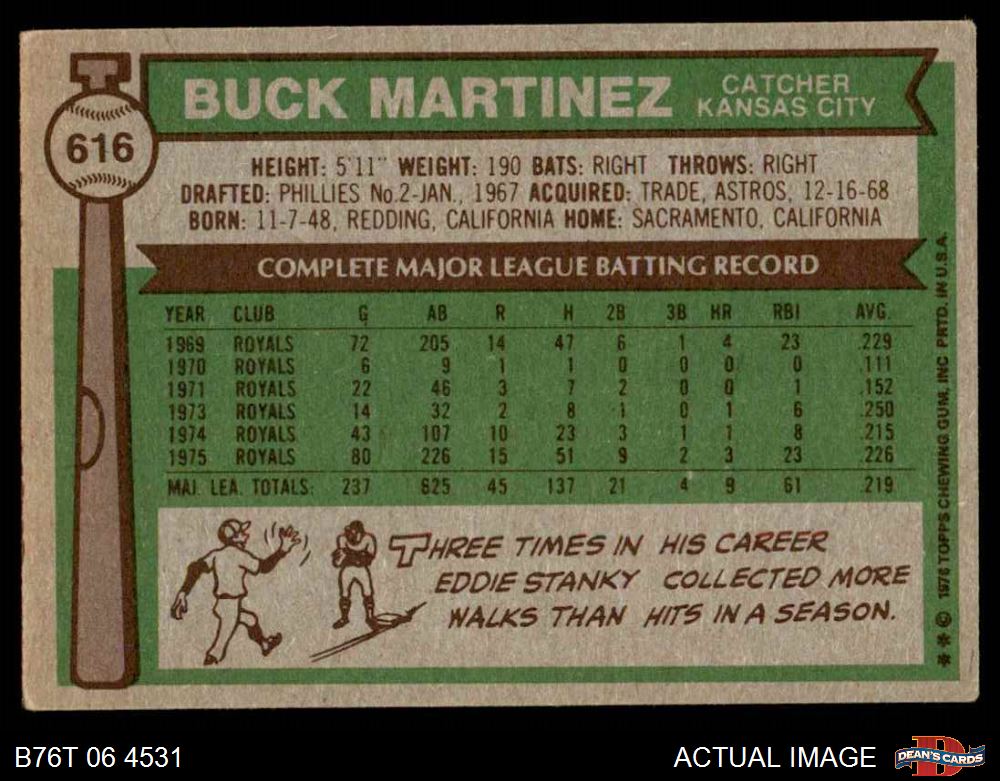 616
BUCK MARTINEZ CATCHER
KANSAS CITY
HEIGHT: 5'11" WEIGHT: 190 BATS: RIGHT THROWS: RIGHT
DRAFTED: PHILLIES No.2-JAN., 1967 ACQUIRED: TRADE, ASTROS, 12-16-68
BORN: 11-7-48, REDDING, CALIFORNIA HOME: SACRAMENTO, CALIFORNIA
COMPLETE MAJOR LEAGUE BATTING RECORD
YEAR CLUB G AB R H 2B 3B HR RBI AVG.
1969 ROYALS 72 205 14 47 6 1 4 23 .229
1970 ROYALS 6 9 1 1 0 0 0 0 .111
1971 ROYALS 22 46 3 7 2 0 0 1 .152
1973 ROYALS 14 32 2 8 1 0 1 6 .250
1974 ROYALS 43 107 10 23 3 1 1 8 .215
1975 ROYALS 80 226 15 51 9 2 3 23 .226
MAJ. LEA. TOTALS: 237 625 45 137 21 4 9 61 .219
THREE TIMES IN HIS CAREER
EDDIE STANKY COLLECTED MORE
WALKS THAN HITS IN A SEASON.
** © 1976 TOPPS CHEWING GUM, INC. PRTD. IN U.S.A.
B76T 06 4531
ACTUAL IMAGE
D
DEAN'S CARDS